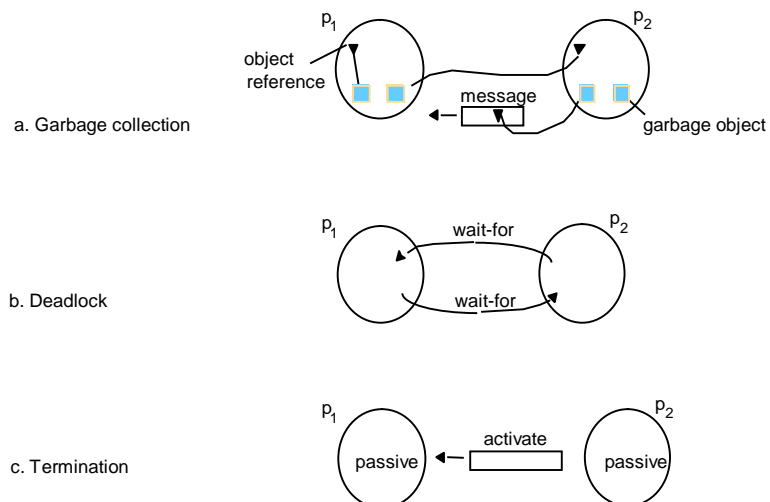 p1
p2
object
reference
message
a. Garbage collection
garbage object
p1
wait-for
p2
b. Deadlock
wait-for
p1
p2
activate
passive
passive
c. Termination